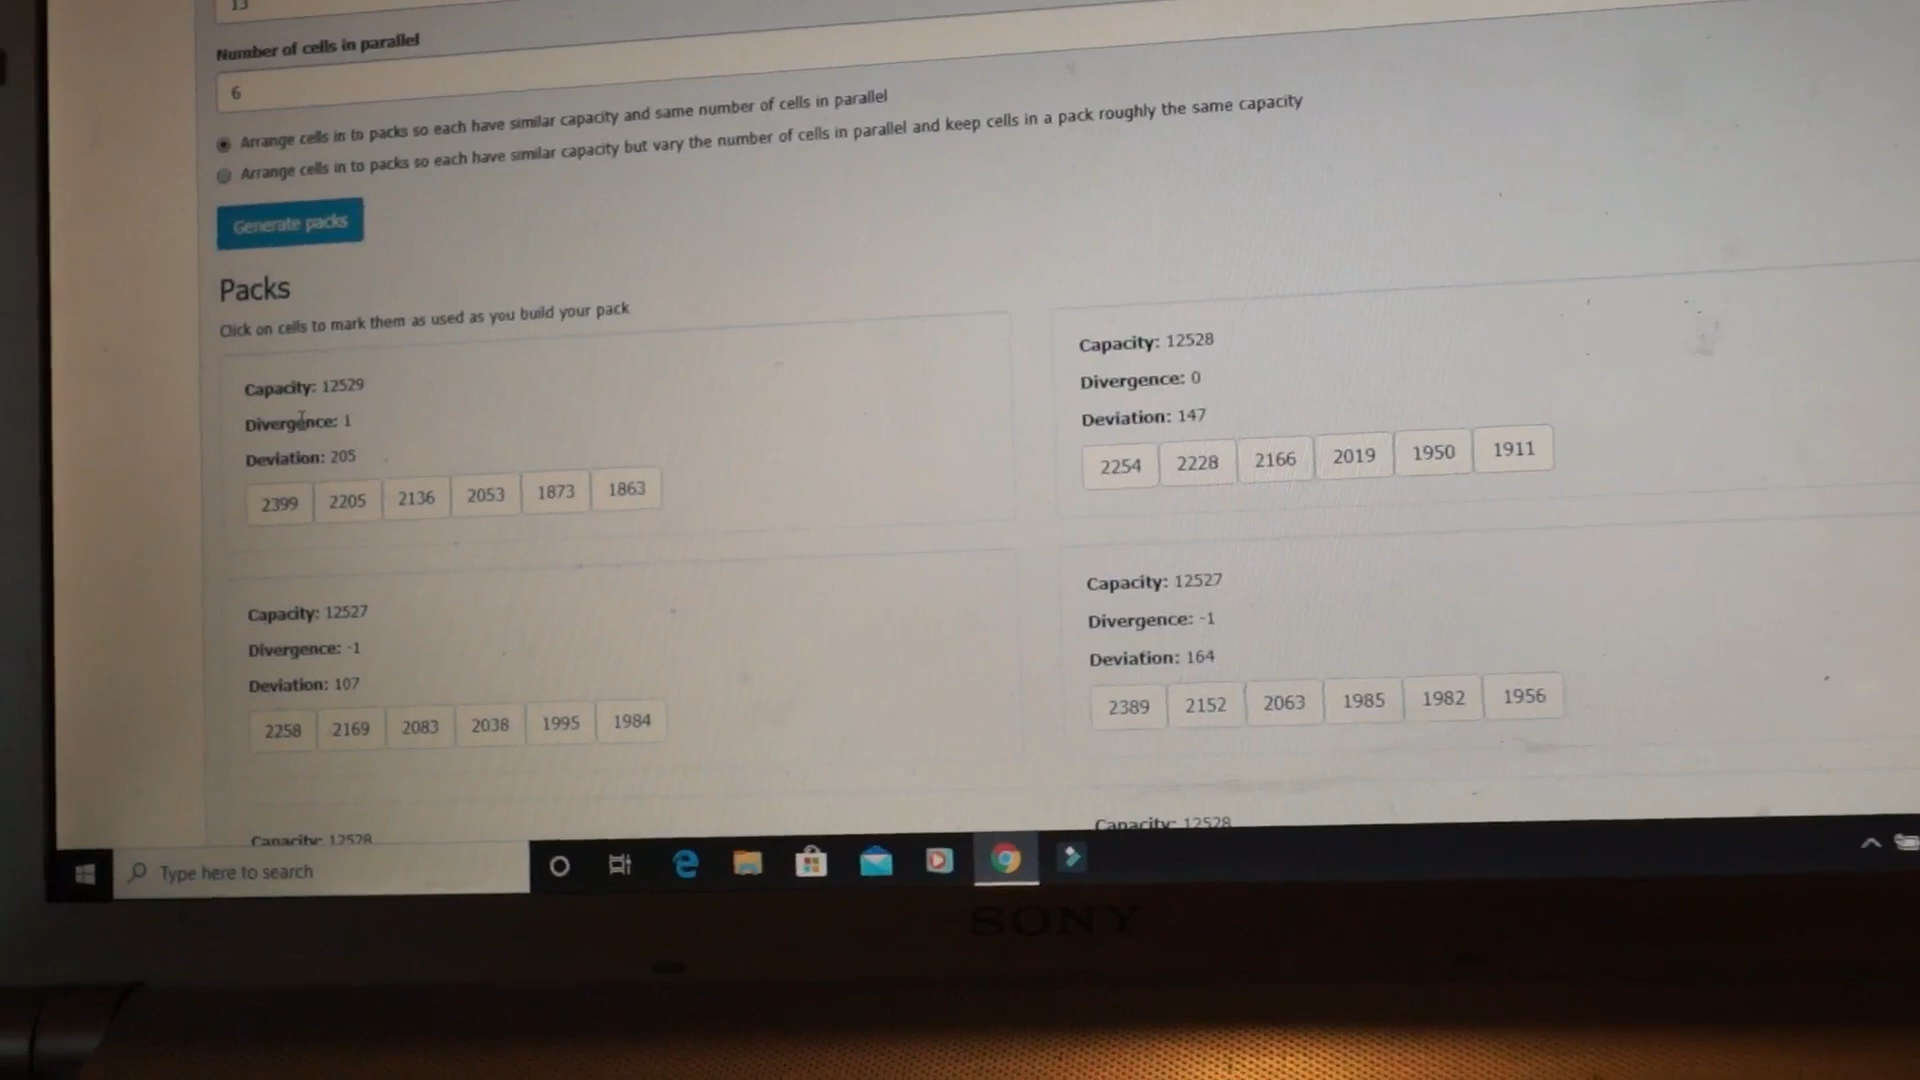 13
Number of cells in parallel
6
Arrange cells in to packs so each have similar capacity and same number of cells in parallel
Arrange cells in to packs so each have similar capacity but vary the number of cells in parallel and keep cells in a pack roughly the same capacity
Generate packs
Packs
Click on cells to mark them as used as you build your pack
Capacity: 12529
Divergence: 1
Deviation: 205
2399 2205 2136 2053 1873 1863
Capacity: 12528
Divergence: 0
Deviation: 147
2254 2228 2166 2019 1950 1911
Capacity: 12527
Divergence: -1
Deviation: 107
2258 2169 2083 2038 1995 1984
Capacity: 12527
Divergence: -1
Deviation: 164
2389 2152 2063 1985 1982 1956
Capacity: 12528
Capacity: 12528
Type here to search
SONY